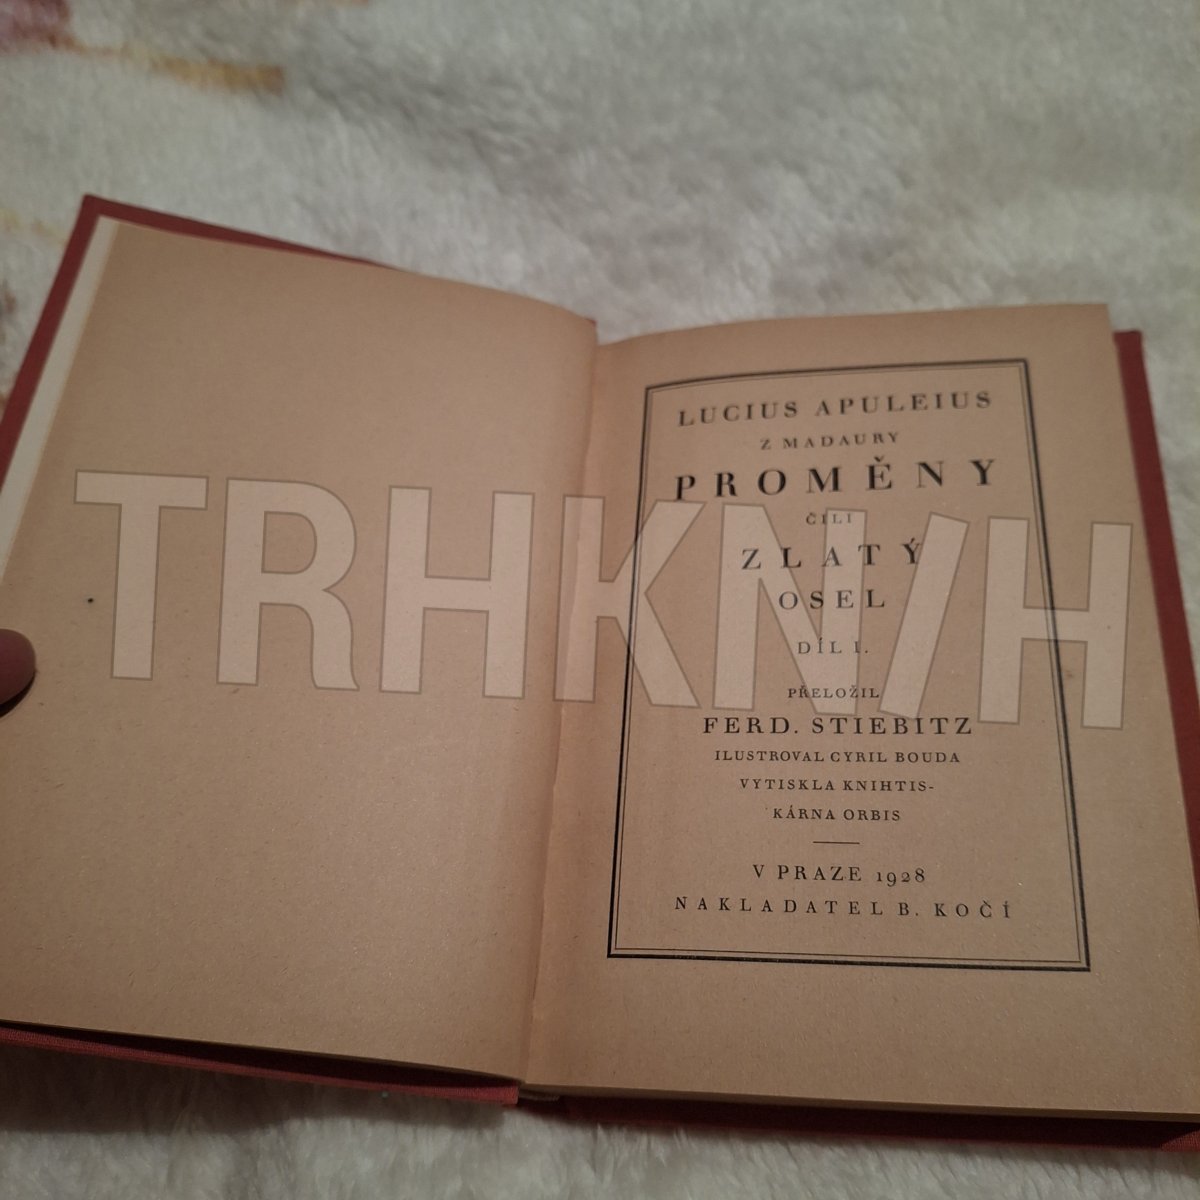 LUCIUS APULEIUS
Z MADAURY
PROMĚNY
ČILI
ZLATÝ
OSEL
DÍL I.
PŘELOŽIL
FERD. STIEBITZ
ILUSTROVAL CYRIL BOUDA
VYTISKLA KNIHTIS-
KÁRNA ORBIS
V PRAZE 1928
NAKLADATEL B. KOČÍ
TRHKNIH